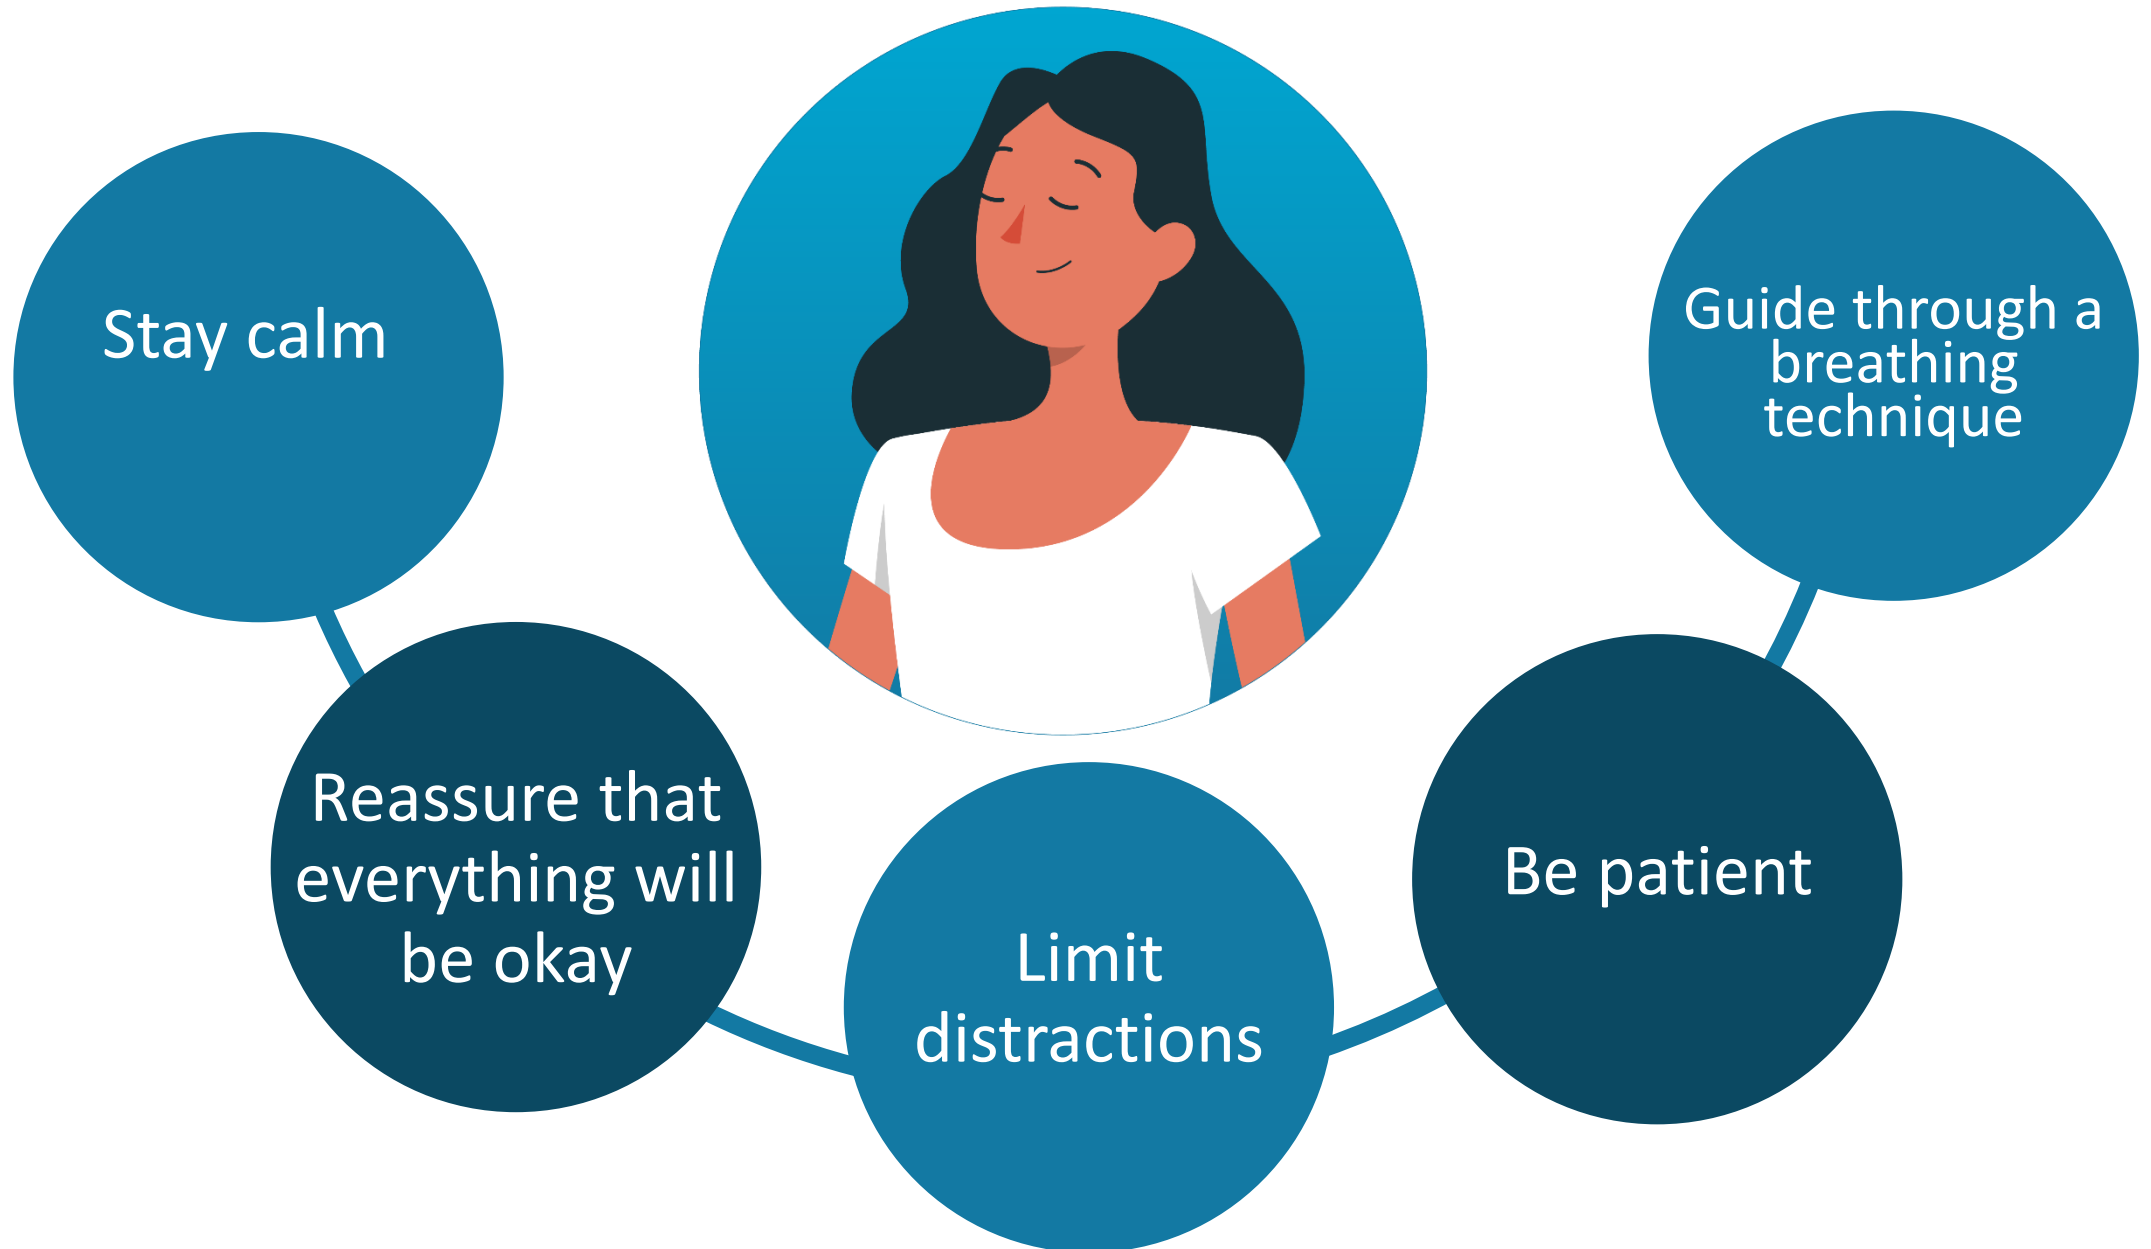 Stay calm
Reassure that
everything will
be okay
Limit
distractions
Be patient
Guide through a
breathing
technique